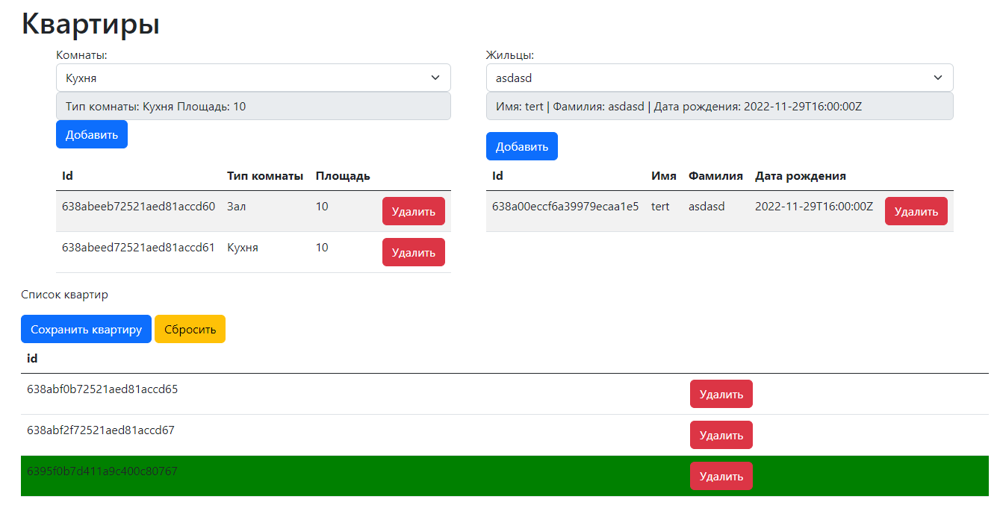 Квартиры
Комнаты:
Кухня
Тип комнаты: Кухня Площадь: 10
Добавить
Id Тип комнаты Площадь
638abeeb72521aed81accd60 Зал 10 Удалить
638abeed72521aed81accd61 Кухня 10 Удалить
Жильцы:
asdasd
Имя: tert | Фамилия: asdasd | Дата рождения: 2022-11-29T16:00:00Z
Добавить
Id Имя Фамилия Дата рождения
638a00eccf6a39979ecaa1e5 tert asdasd 2022-11-29T16:00:00Z Удалить
Список квартир
Сохранить квартиру Сбросить
id
638abf0b72521aed81accd65 Удалить
638abf2f72521aed81accd67 Удалить
6395f0b7d411a9c400c80767 Удалить